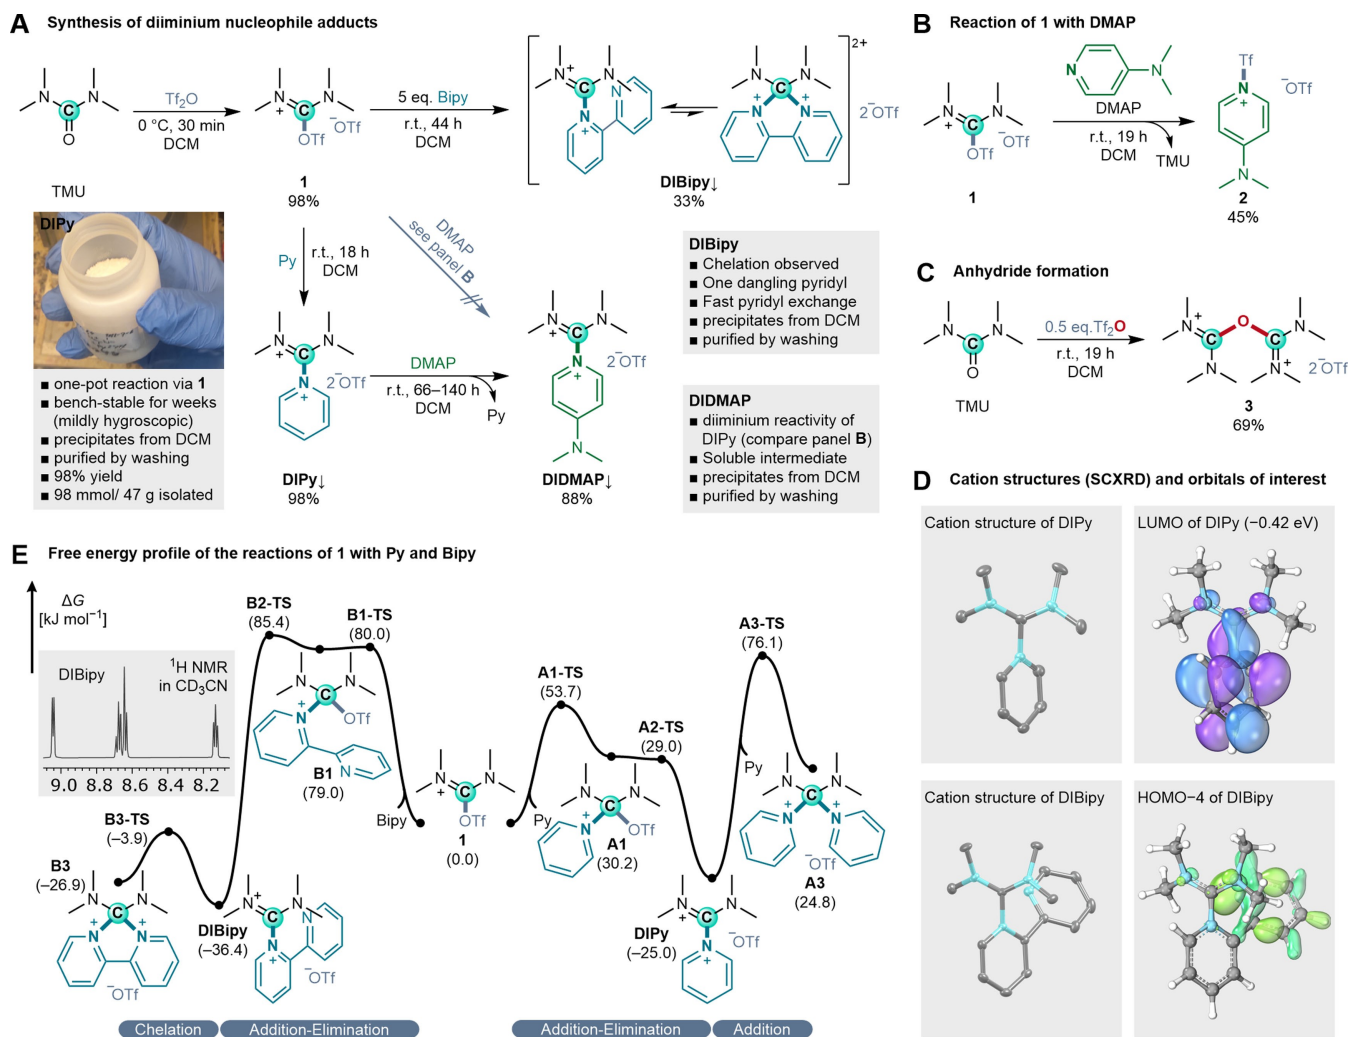 A Synthesis of diiminium nucleophile adducts
N
N
C
O
TMU
Tf₂O
0 °C, 30 min
DCM
N
N
+
C
OTf
⁻OTf
1
98%
5 eq. Bipy
r.t., 44 h
DCM
N+
N
C
N
N
+
N
N
C
+
+
N
N
2+
2⁻OTf
DIBipy↓
33%
DIPy
■ one-pot reaction via 1
■ bench-stable for weeks
(mildly hygroscopic)
■ precipitates from DCM
■ purified by washing
■ 98% yield
■ 98 mmol/ 47 g isolated
Py
r.t., 18 h
DCM
DMAP
see panel B
N
N
+
C
N
+
2⁻OTf
DIPy↓
98%
DMAP
r.t., 66–140 h
DCM
Py
N
N
+
C
N
+
N
2⁻OTf
DIDMAP↓
88%
DIBipy
■ Chelation observed
■ One dangling pyridyl
■ Fast pyridyl exchange
■ precipitates from DCM
■ purified by washing
DIDMAP
■ diiminium reactivity of
DIPy (compare panel B)
■ Soluble intermediate
■ precipitates from DCM
■ purified by washing
B Reaction of 1 with DMAP
N
N
+
C
OTf
⁻OTf
1
N
N
DMAP
r.t., 19 h
DCM
TMU
Tf
N
+
N
⁻OTf
2
45%
C Anhydride formation
N
N
C
O
TMU
0.5 eq.Tf₂O
r.t., 19 h
DCM
N+
N
C
O
C
N
N
+
2⁻OTf
3
69%
D Cation structures (SCXRD) and orbitals of interest
Cation structure of DIPy
LUMO of DIPy (−0.42 eV)
Cation structure of DIBipy
HOMO−4 of DIBipy
E Free energy profile of the reactions of 1 with Py and Bipy
ΔG
[kJ mol⁻¹]
DIBipy
¹H NMR
in CD₃CN
9.0 8.8 8.6 8.4 8.2
B3
(−26.9)
N
N
C
+
+
N
N
⁻OTf
B3-TS
(−3.9)
DIBipy
(−36.4)
N+
N
C
N
N
+
⁻OTf
B2-TS
(85.4)
B1-TS
(80.0)
N
N
C
+
N
OTf
N
B1
(79.0)
Bipy
N
N
+
C
OTf
1
(0.0)
Py
A1-TS
(53.7)
N
N
C
+
N
OTf
A1
(30.2)
A2-TS
(29.0)
DIPy
(−25.0)
N
N
+
C
N
+
⁻OTf
A3-TS
(76.1)
Py
N
N
C
+
+
N
N
⁻OTf
A3
(24.8)
Chelation
Addition-Elimination
Addition-Elimination
Addition